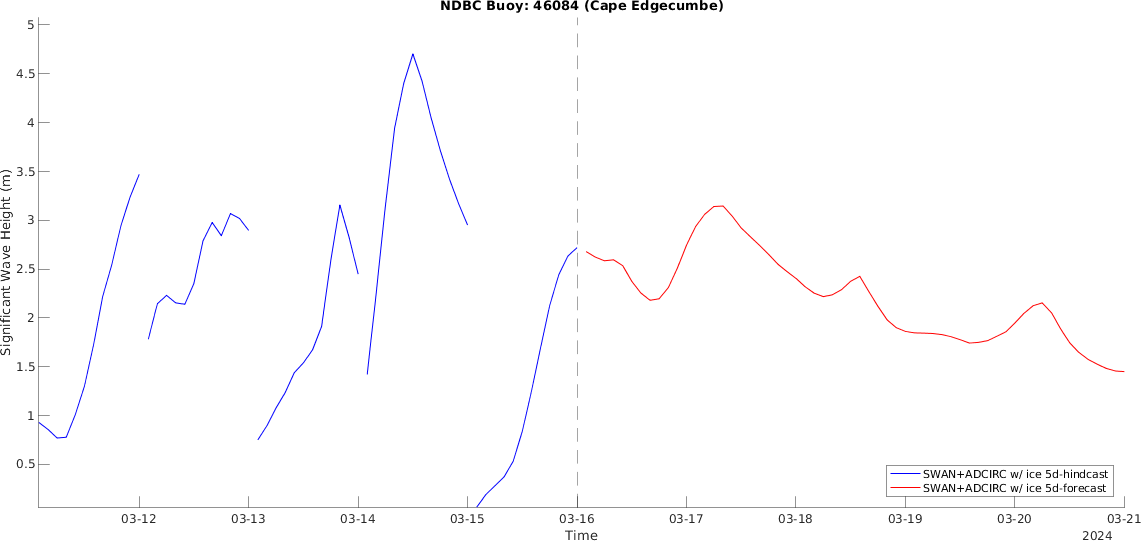 NDBC Buoy: 46084 (Cape Edgecumbe)
5
4.5
4
3.5
3
2.5
2
1.5
1
0.5
Significant Wave Height (m)
SWAN+ADCIRC w/ ice 5d-hindcast
SWAN+ADCIRC w/ ice 5d-forecast
03-12 03-13 03-14 03-15 03-16 03-17 03-18 03-19 03-20 03-21
Time
2024